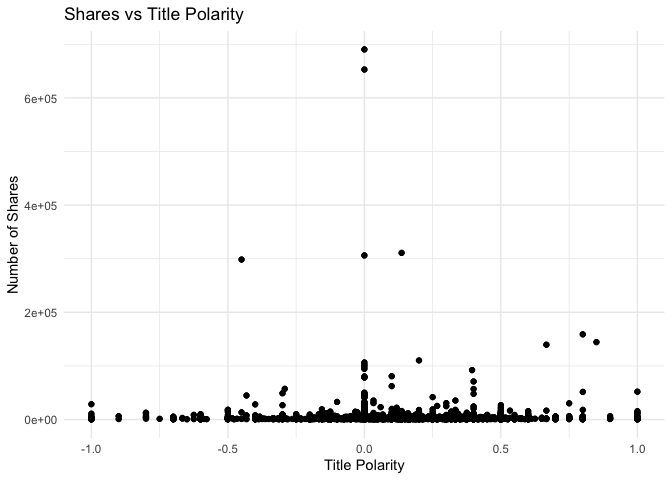 Shares vs Title Polarity
6e+05
4e+05
2e+05
0e+00
Number of Shares
-1.0
-0.5
0.0
0.5
1.0
Title Polarity